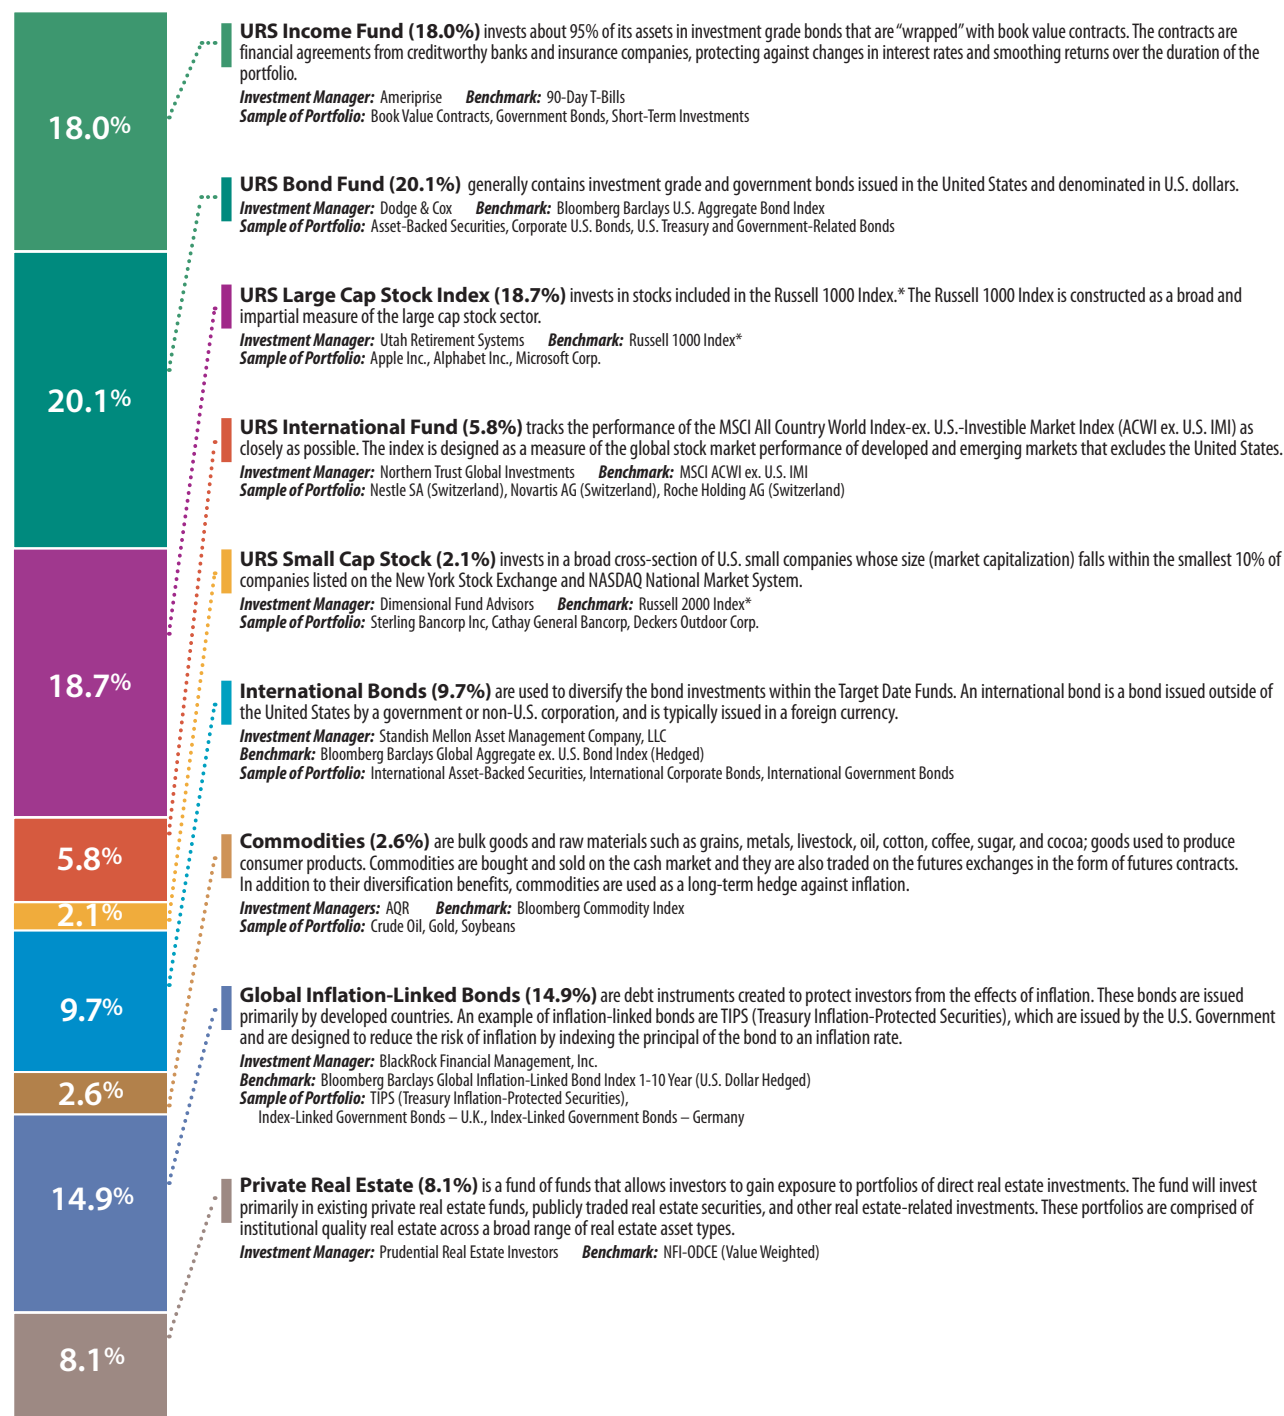 18.0%
20.1%
18.7%
5.8%
2.1%
9.7%
2.6%
14.9%
8.1%
URS Income Fund (18.0%) invests about 95% of its assets in investment grade bonds that are “wrapped” with book value contracts. The contracts are
financial agreements from creditworthy banks and insurance companies, protecting against changes in interest rates and smoothing returns over the duration of the
portfolio.
Investment Manager: Ameriprise Benchmark: 90-Day T-Bills
Sample of Portfolio: Book Value Contracts, Government Bonds, Short-Term Investments
URS Bond Fund (20.1%) generally contains investment grade and government bonds issued in the United States and denominated in U.S. dollars.
Investment Manager: Dodge & Cox Benchmark: Bloomberg Barclays U.S. Aggregate Bond Index
Sample of Portfolio: Asset-Backed Securities, Corporate U.S. Bonds, U.S. Treasury and Government-Related Bonds
URS Large Cap Stock Index (18.7%) invests in stocks included in the Russell 1000 Index.* The Russell 1000 Index is constructed as a broad and
impartial measure of the large cap stock sector.
Investment Manager: Utah Retirement Systems Benchmark: Russell 1000 Index*
Sample of Portfolio: Apple Inc., Alphabet Inc., Microsoft Corp.
URS International Fund (5.8%) tracks the performance of the MSCI All Country World Index-ex. U.S.-Investible Market Index (ACWI ex. U.S. IMI) as
closely as possible. The index is designed as a measure of the global stock market performance of developed and emerging markets that excludes the United States.
Investment Manager: Northern Trust Global Investments Benchmark: MSCI ACWI ex. U.S. IMI
Sample of Portfolio: Nestle SA (Switzerland), Novartis AG (Switzerland), Roche Holding AG (Switzerland)
URS Small Cap Stock (2.1%) invests in a broad cross-section of U.S. small companies whose size (market capitalization) falls within the smallest 10% of
companies listed on the New York Stock Exchange and NASDAQ National Market System.
Investment Manager: Dimensional Fund Advisors Benchmark: Russell 2000 Index*
Sample of Portfolio: Sterling Bancorp Inc, Cathay General Bancorp, Deckers Outdoor Corp.
International Bonds (9.7%) are used to diversify the bond investments within the Target Date Funds. An international bond is a bond issued outside of
the United States by a government or non-U.S. corporation, and is typically issued in a foreign currency.
Investment Manager: Standish Mellon Asset Management Company, LLC
Benchmark: Bloomberg Barclays Global Aggregate ex. U.S. Bond Index (Hedged)
Sample of Portfolio: International Asset-Backed Securities, International Corporate Bonds, International Government Bonds
Commodities (2.6%) are bulk goods and raw materials such as grains, metals, livestock, oil, cotton, coffee, sugar, and cocoa; goods used to produce
consumer products. Commodities are bought and sold on the cash market and they are also traded on the futures exchanges in the form of futures contracts.
In addition to their diversification benefits, commodities are used as a long-term hedge against inflation.
Investment Managers: AQR Benchmark: Bloomberg Commodity Index
Sample of Portfolio: Crude Oil, Gold, Soybeans
Global Inflation-Linked Bonds (14.9%) are debt instruments created to protect investors from the effects of inflation. These bonds are issued
primarily by developed countries. An example of inflation-linked bonds are TIPS (Treasury Inflation-Protected Securities), which are issued by the U.S. Government
and are designed to reduce the risk of inflation by indexing the principal of the bond to an inflation rate.
Investment Manager: BlackRock Financial Management, Inc.
Benchmark: Bloomberg Barclays Global Inflation-Linked Bond Index 1-10 Year (U.S. Dollar Hedged)
Sample of Portfolio: TIPS (Treasury Inflation-Protected Securities),
Index-Linked Government Bonds – U.K., Index-Linked Government Bonds – Germany
Private Real Estate (8.1%) is a fund of funds that allows investors to gain exposure to portfolios of direct real estate investments. The fund will invest
primarily in existing private real estate funds, publicly traded real estate securities, and other real estate-related investments. These portfolios are comprised of
institutional quality real estate across a broad range of real estate asset types.
Investment Manager: Prudential Real Estate Investors Benchmark: NFI-ODCE (Value Weighted)